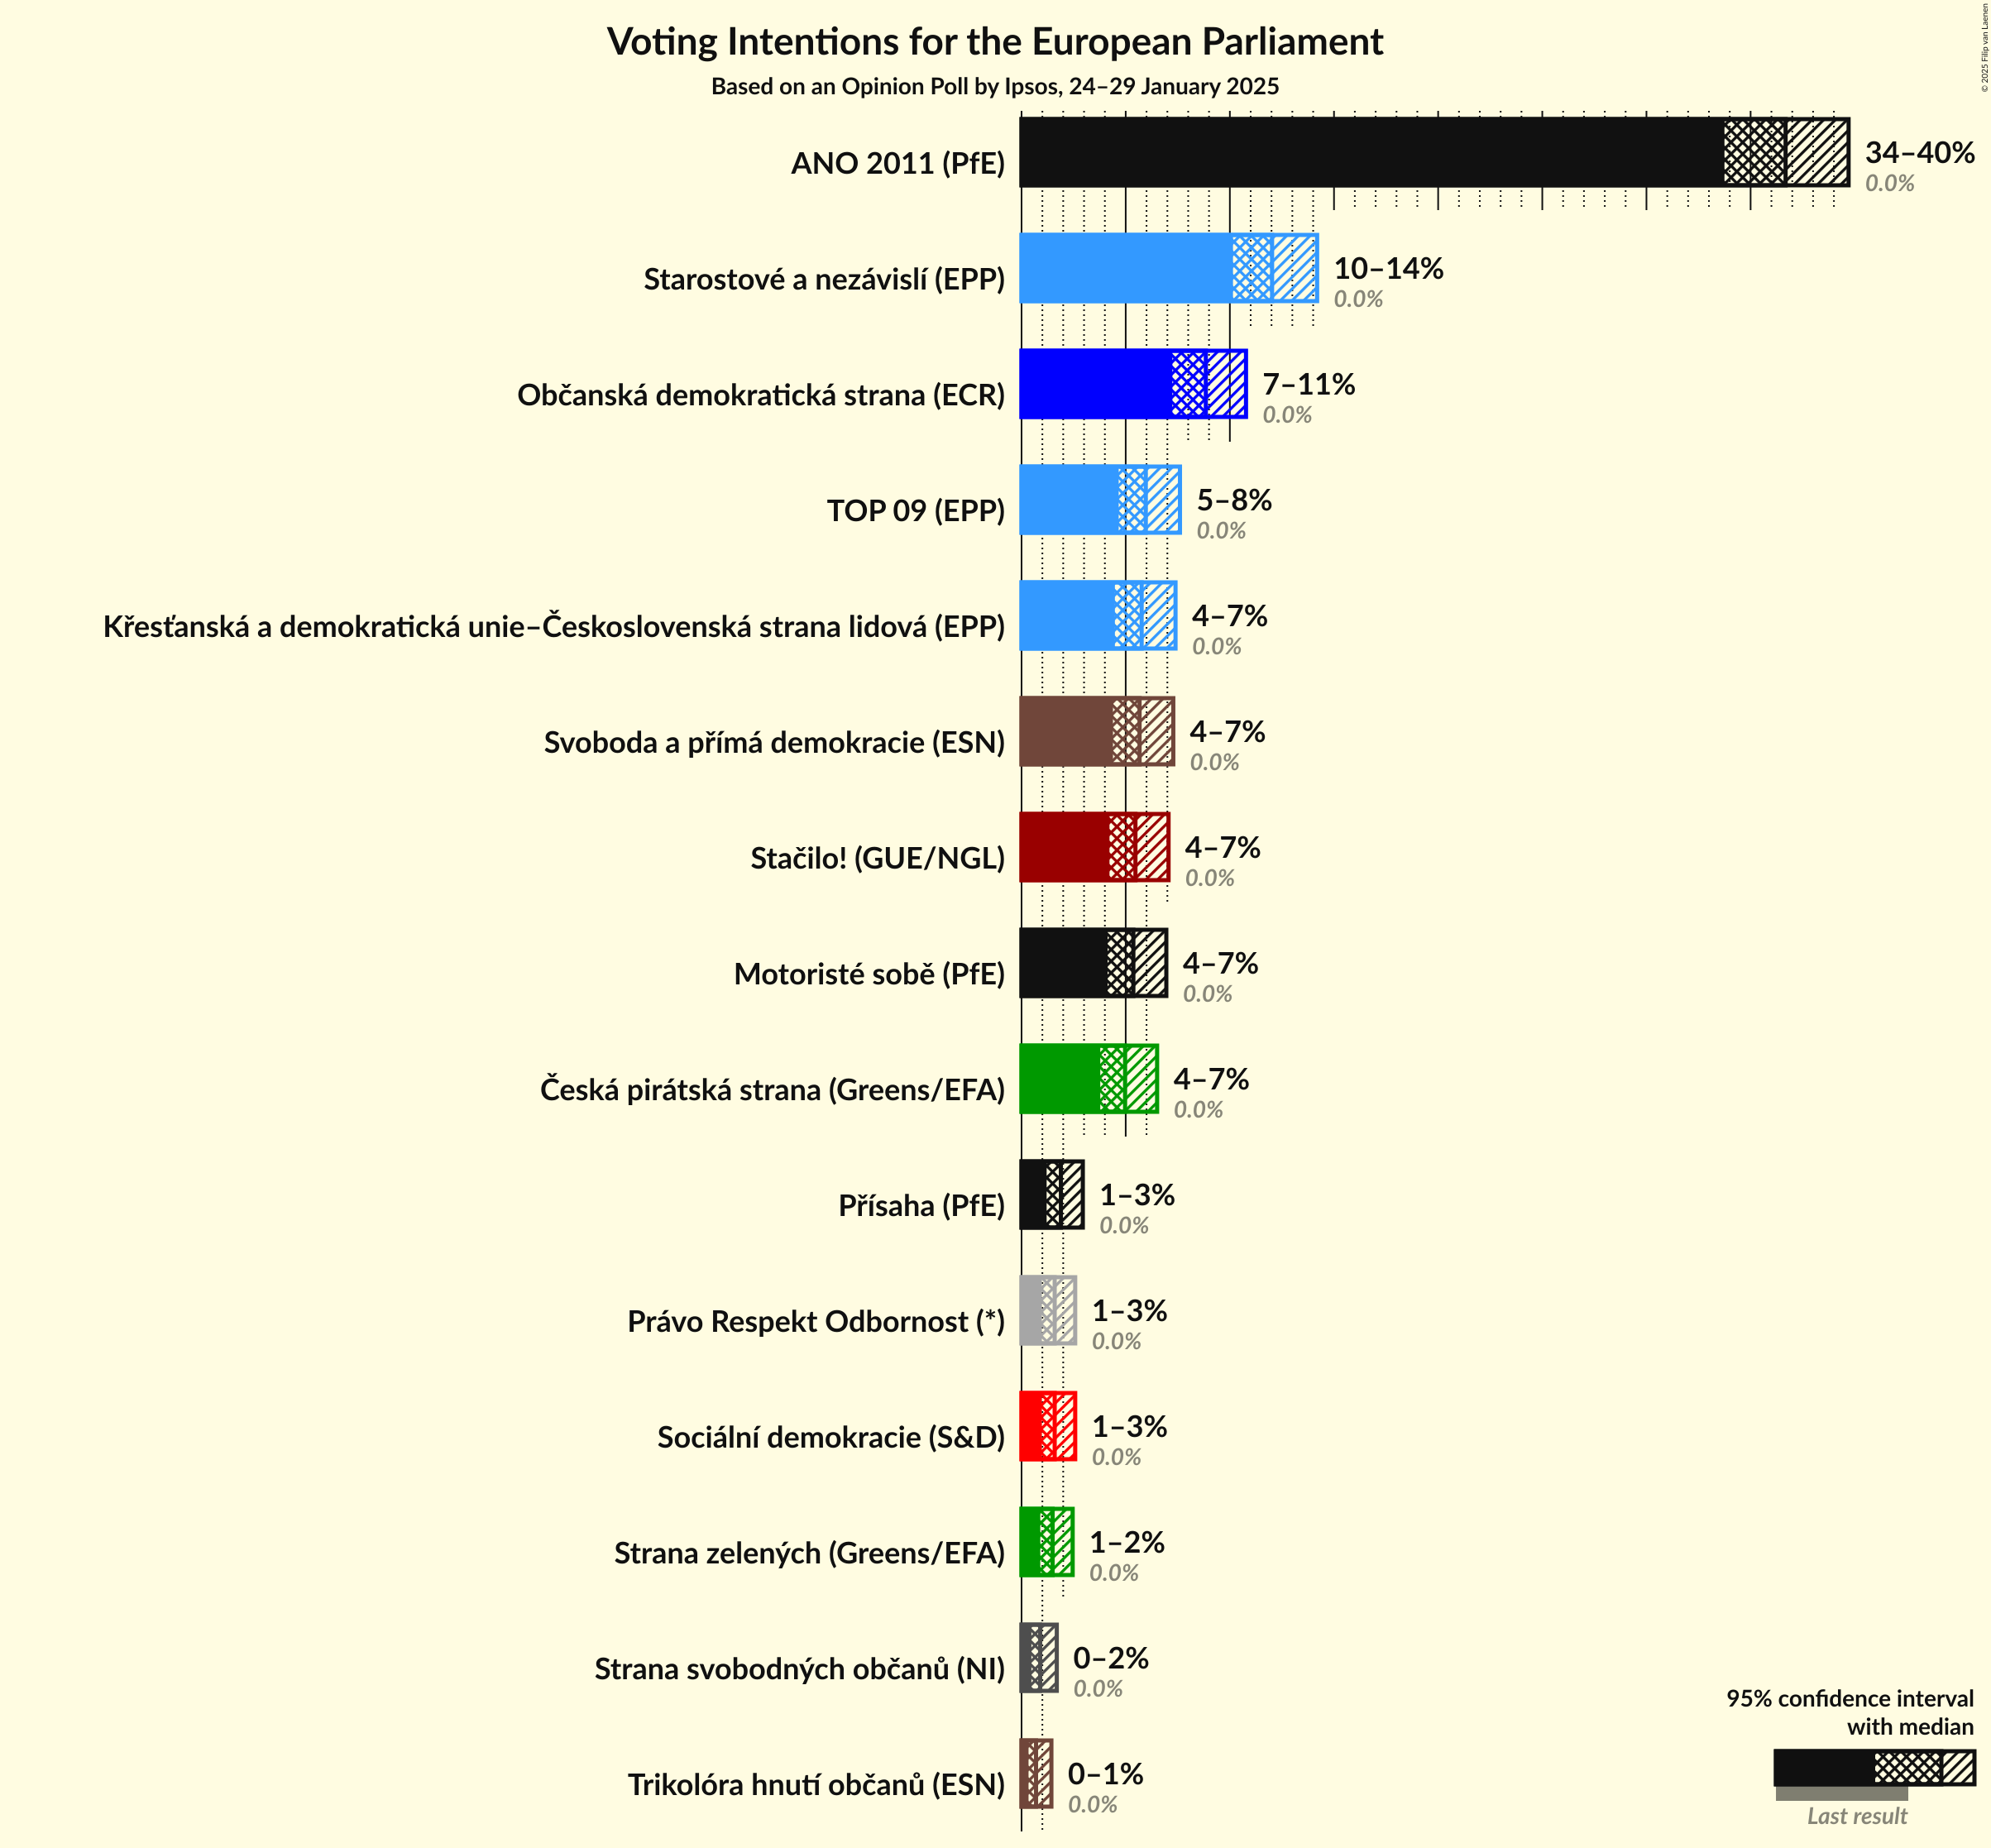 Voting Intentions for the European Parliament
Based on an Opinion Poll by Ipsos, 24–29 January 2025
© 2025 Filip van Laenen
ANO 2011 (PfE)
34–40%
0.0%
Starostové a nezávislí (EPP)
10–14%
0.0%
Občanská demokratická strana (ECR)
7–11%
0.0%
TOP 09 (EPP)
5–8%
0.0%
Křesťanská a demokratická unie–Československá strana lidová (EPP)
4–7%
0.0%
Svoboda a přímá demokracie (ESN)
4–7%
0.0%
Stačilo! (GUE/NGL)
4–7%
0.0%
Motoristé sobě (PfE)
4–7%
0.0%
Česká pirátská strana (Greens/EFA)
4–7%
0.0%
Přísaha (PfE)
1–3%
0.0%
Právo Respekt Odbornost (*)
1–3%
0.0%
Sociální demokracie (S&D)
1–3%
0.0%
Strana zelených (Greens/EFA)
1–2%
0.0%
Strana svobodných občanů (NI)
0–2%
0.0%
Trikolóra hnutí občanů (ESN)
0–1%
0.0%
95% confidence interval
with median
Last result